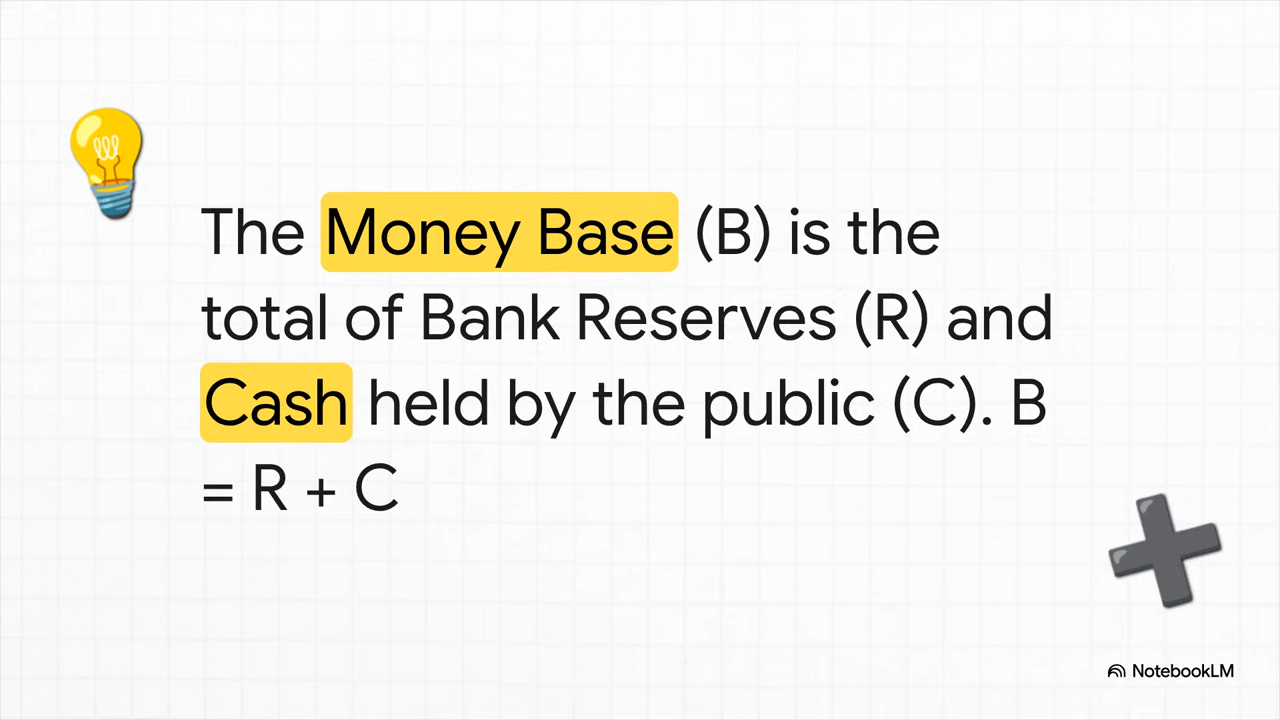 The Money Base (B) is the
total of Bank Reserves (R) and
Cash held by the public (C). B
= R + C
NotebookLM